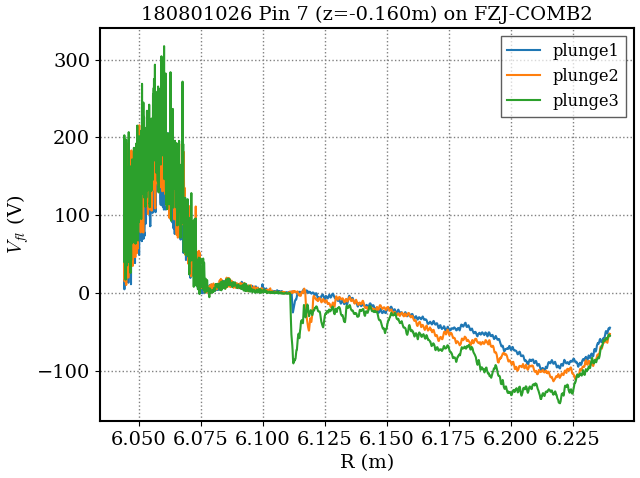 180801026 Pin 7 (z=-0.160m) on FZJ-COMB2
plunge1
plunge2
plunge3
300
200
100
0
−100
V_fl (V)
6.050 6.075 6.100 6.125 6.150 6.175 6.200 6.225
R (m)